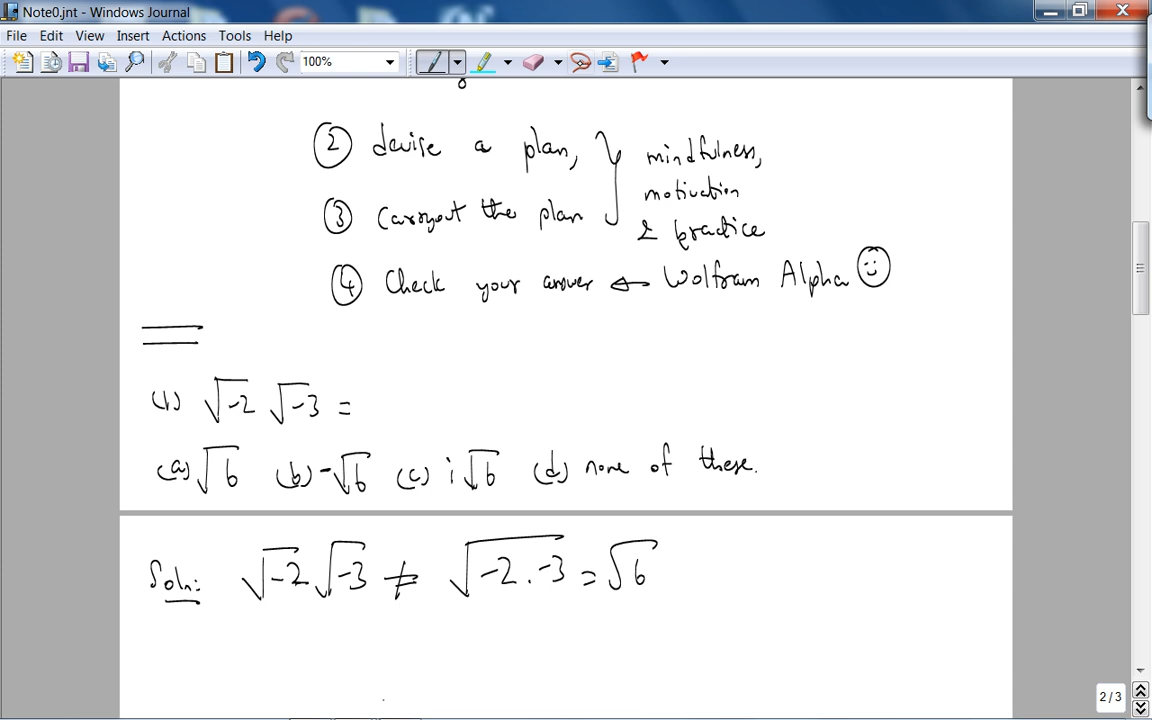 Note0.jnt - Windows Journal
File Edit View Insert Actions Tools Help
100%
② devise a plan, } mindfulness,
motivation
③ Carryout the plan & practice
④ Check your answer ← Wolfram Alpha ☺
(1) √-2 √-3 =
(a) √6 (b) -√6 (c) i√6 (d) none of these.
Soln: √-2 √-3 ≠ √-2 . -3 = √6
2 / 3